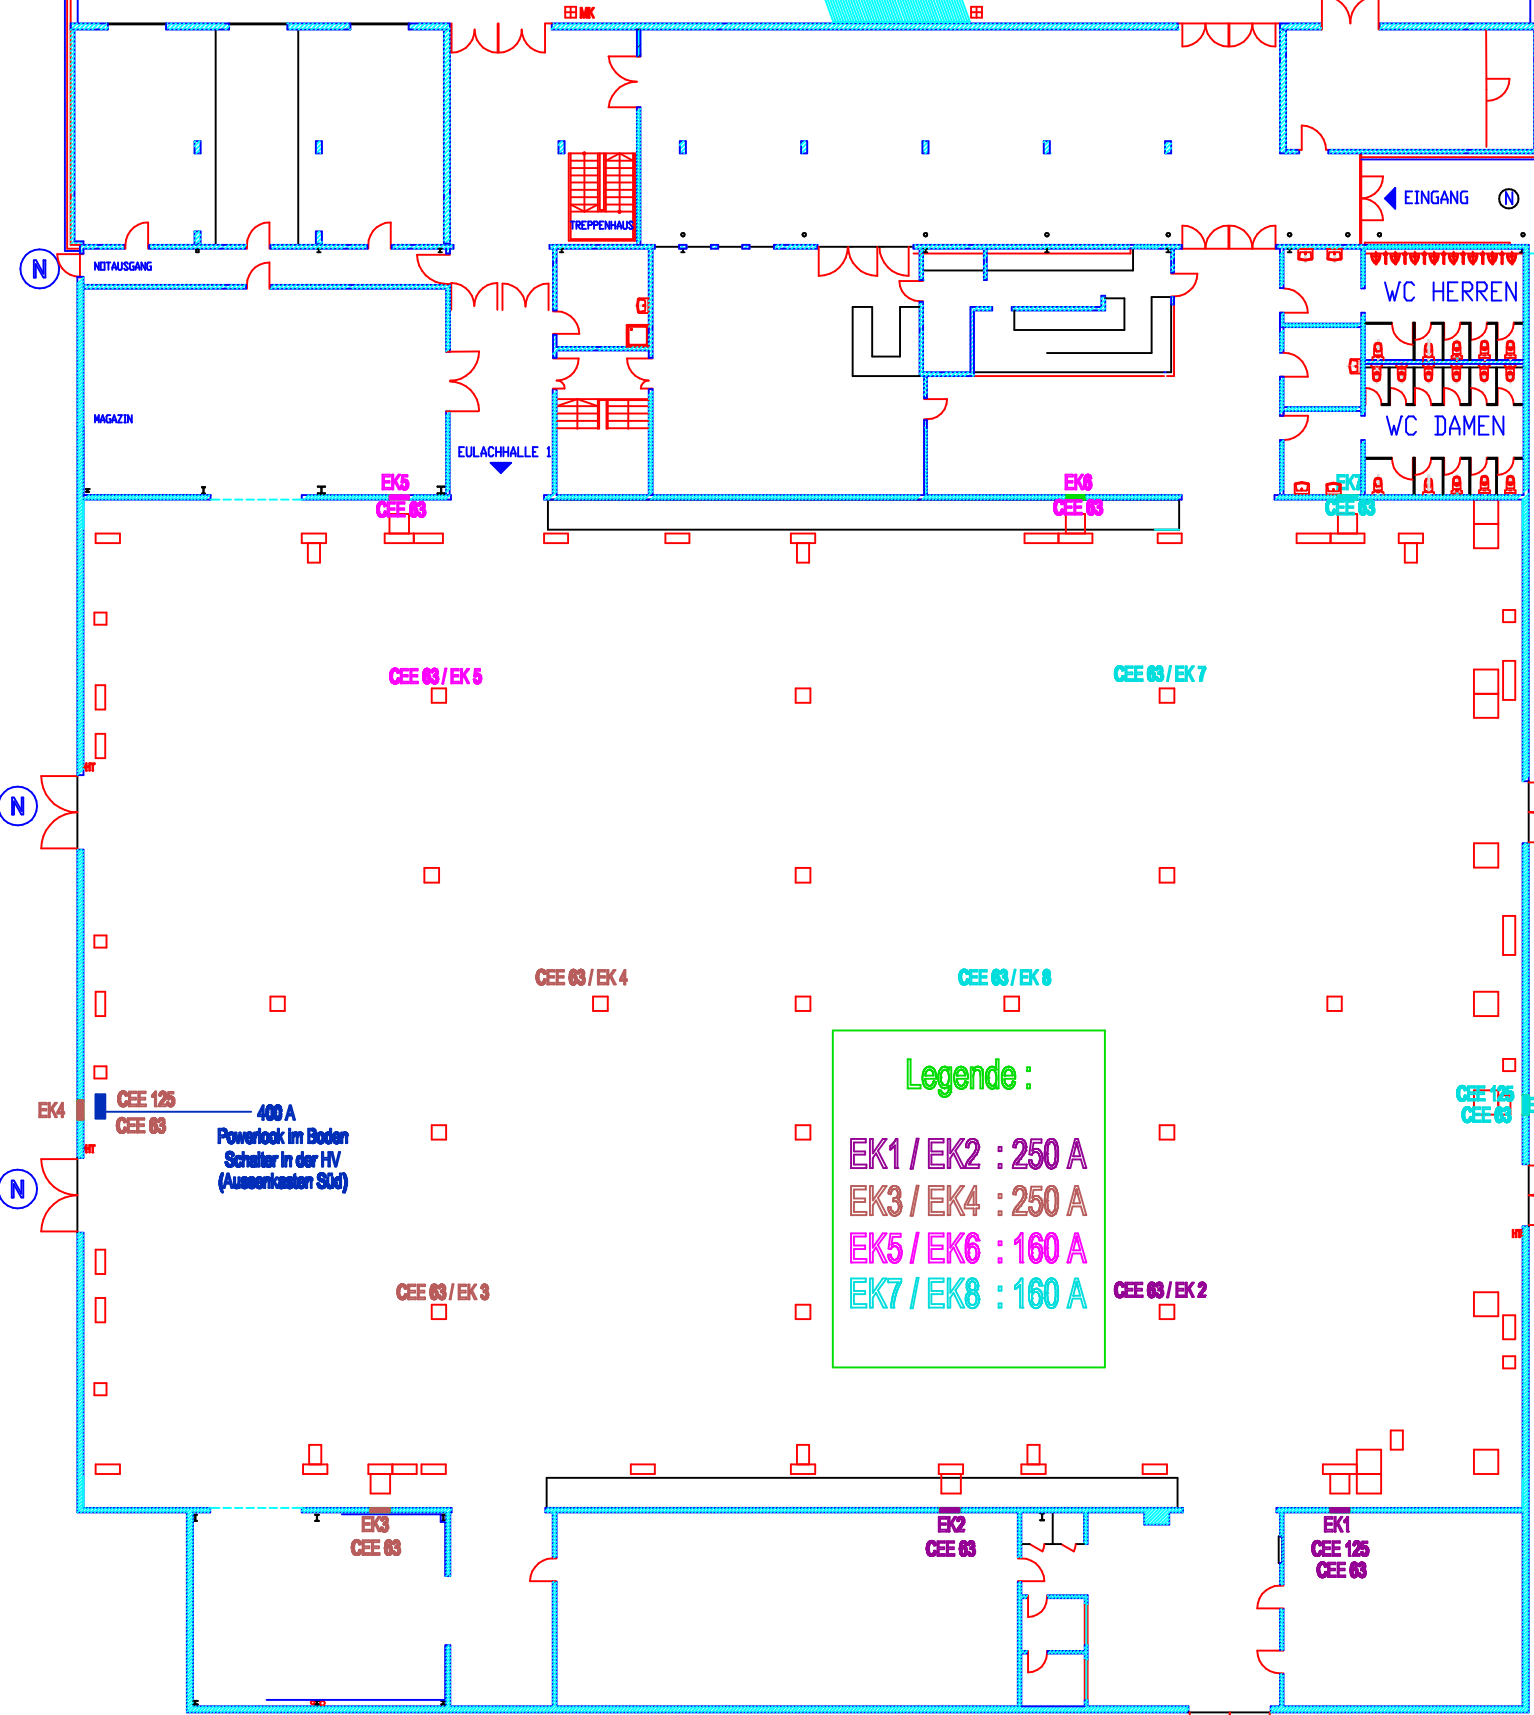 MK
TREPPENHAUS
EINGANG
N
N
NOTAUSGANG
WC HERREN
MAGAZIN
EULACHHALLE 1
WC DAMEN
EK5
CEE 63
EK6
CEE 63
CEE 63
CEE 63 / EK 5
CEE 63 / EK 7
HT
N
CEE 63 / EK 4
CEE 63 / EK 8
Legende :
EK1 / EK2 : 250 A
EK3 / EK4 : 250 A
EK5 / EK6 : 160 A
EK7 / EK8 : 160 A
EK4
CEE 125
CEE 63
400 A
Powerlock im Boden
Schalter in der HV
(Aussenkasten Süd)
CEE 125
CEE 63
HT
N
HT
CEE 63 / EK 3
CEE 63 / EK 2
EK3
CEE 63
EK2
CEE 63
EK1
CEE 125
CEE 63